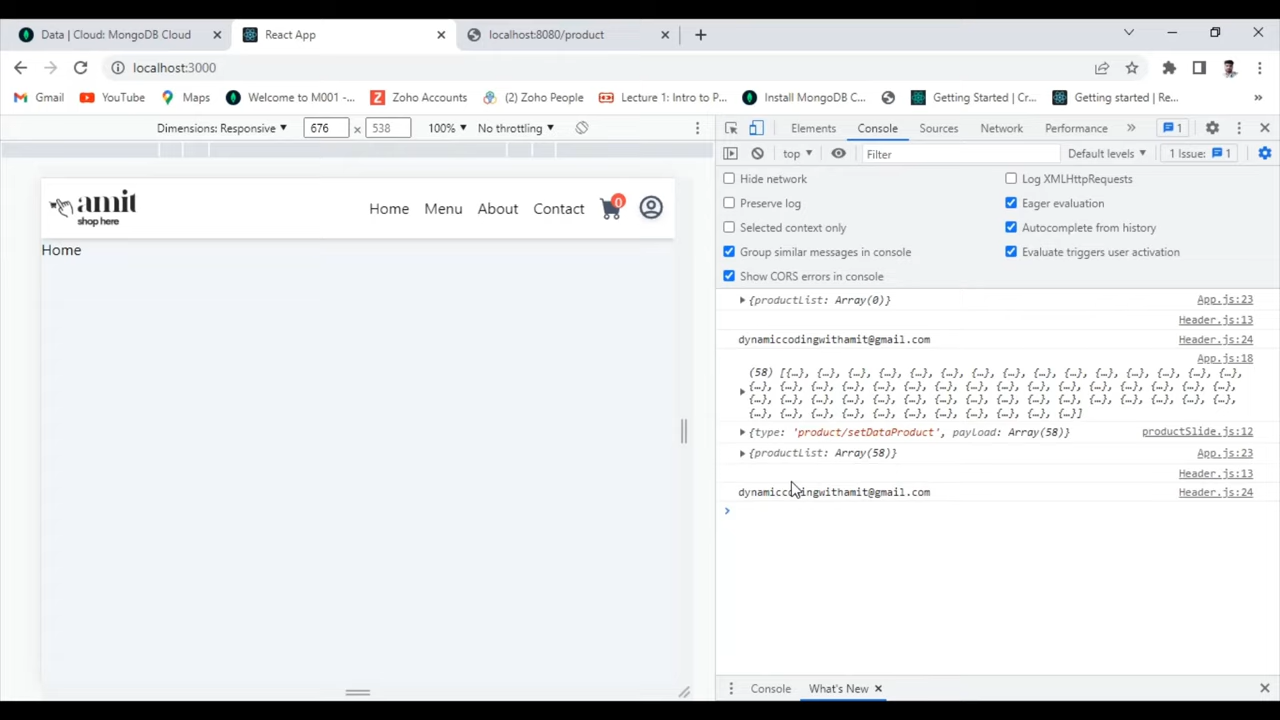 Data | Cloud: MongoDB Cloud
React App
localhost:8080/product
localhost:3000
Gmail
YouTube
Maps
Welcome to M001 -...
Zoho Accounts
(2) Zoho People
Lecture 1: Intro to P...
Install MongoDB C...
Getting Started | Cr...
Getting started | Re...
»
Dimensions: Responsive
676
×
538
100%
No throttling
Elements
Console
Sources
Network
Performance
»
1
top
Filter
Default levels
1 Issue:
1
Hide network
Log XMLHttpRequests
Preserve log
Eager evaluation
Selected context only
Autocomplete from history
Group similar messages in console
Evaluate triggers user activation
Show CORS errors in console
amit
shop here
Home
Menu
About
Contact
0
Home
{productList: Array(0)}
App.js:23
Header.js:13
dynamiccodingwithamit@gmail.com
Header.js:24
App.js:18
(58) [{…}, {…}, {…}, {…}, {…}, {…}, {…}, {…}, {…}, {…}, {…}, {…}, {…}, {…},
{…}, {…}, {…}, {…}, {…}, {…}, {…}, {…}, {…}, {…}, {…}, {…}, {…}, {…}, {…}, {…},
{…}, {…}, {…}, {…}, {…}, {…}, {…}, {…}, {…}, {…}, {…}, {…}, {…}, {…}, {…}, {…},
{…}, {…}, {…}, {…}, {…}, {…}, {…}, {…}, {…}, {…}, {…}]
{type: 'product/setDataProduct', payload: Array(58)}
productSlide.js:12
{productList: Array(58)}
App.js:23
Header.js:13
dynamiccodingwithamit@gmail.com
Header.js:24
Console
What's New